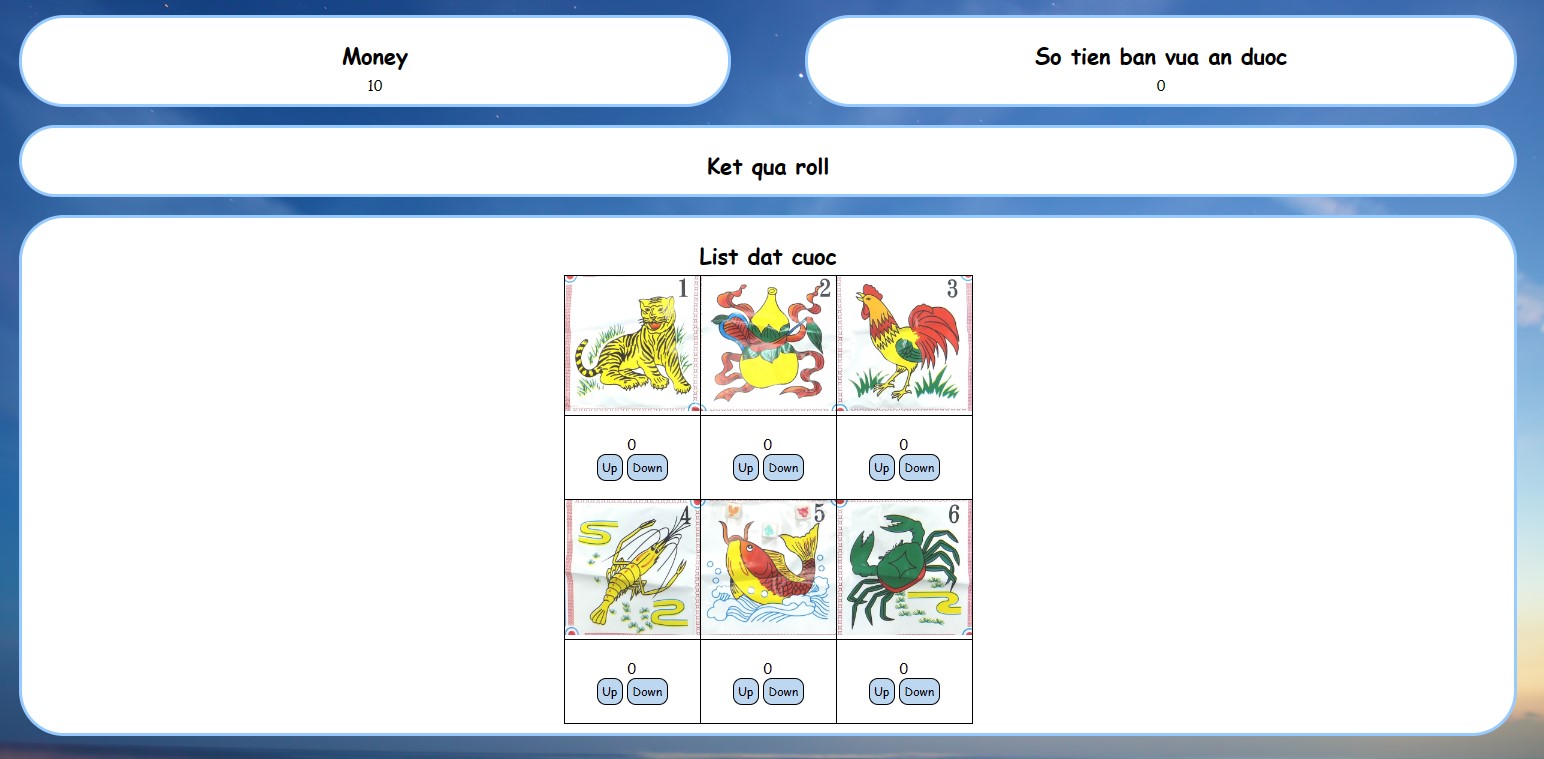 Money
10
So tien ban vua an duoc
0
Ket qua roll
List dat cuoc
1 2 3
0 0 0
Up Down Up Down Up Down
4 5 6
0 0 0
Up Down Up Down Up Down